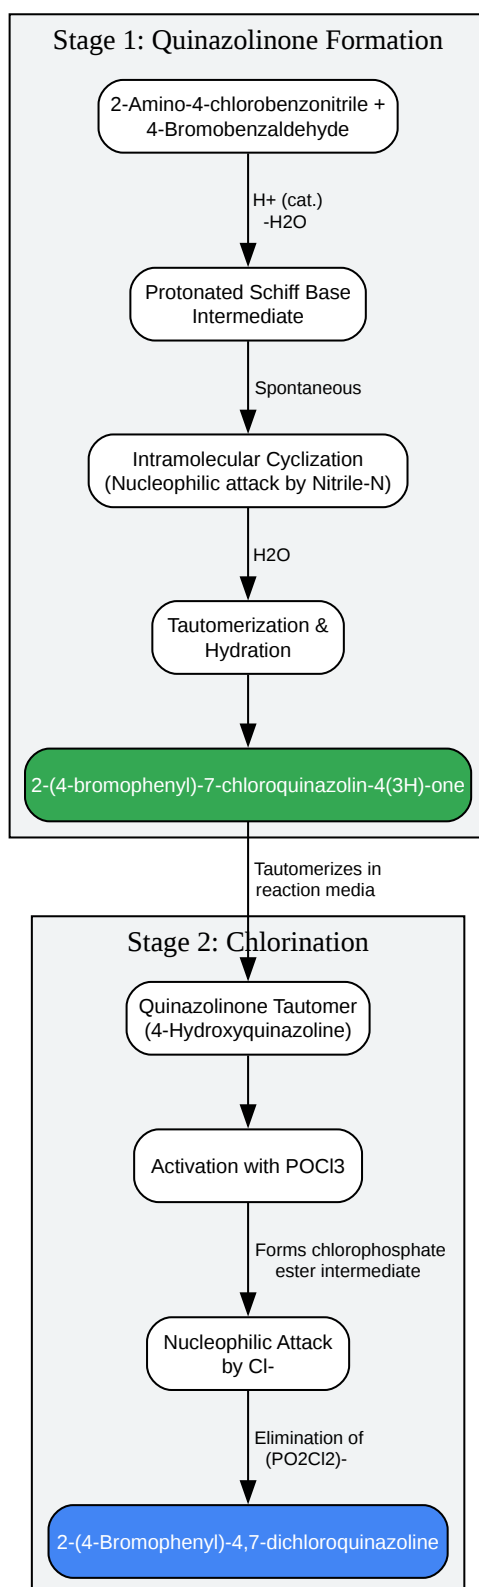 Stage 1: Quinazolinone Formation
2-Amino-4-chlorobenzonitrile +
4-Bromobenzaldehyde
H+ (cat.)
-H2O
Protonated Schiff Base
Intermediate
Spontaneous
Intramolecular Cyclization
(Nucleophilic attack by Nitrile-N)
H2O
Tautomerization &
Hydration
2-(4-bromophenyl)-7-chloroquinazolin-4(3H)-one
Tautomerizes in
reaction media
Stage 2: Chlorination
Quinazolinone Tautomer
(4-Hydroxyquinazoline)
Activation with POCl3
Forms chlorophosphate
ester intermediate
Nucleophilic Attack
by Cl-
Elimination of
(PO2Cl2)-
2-(4-Bromophenyl)-4,7-dichloroquinazoline